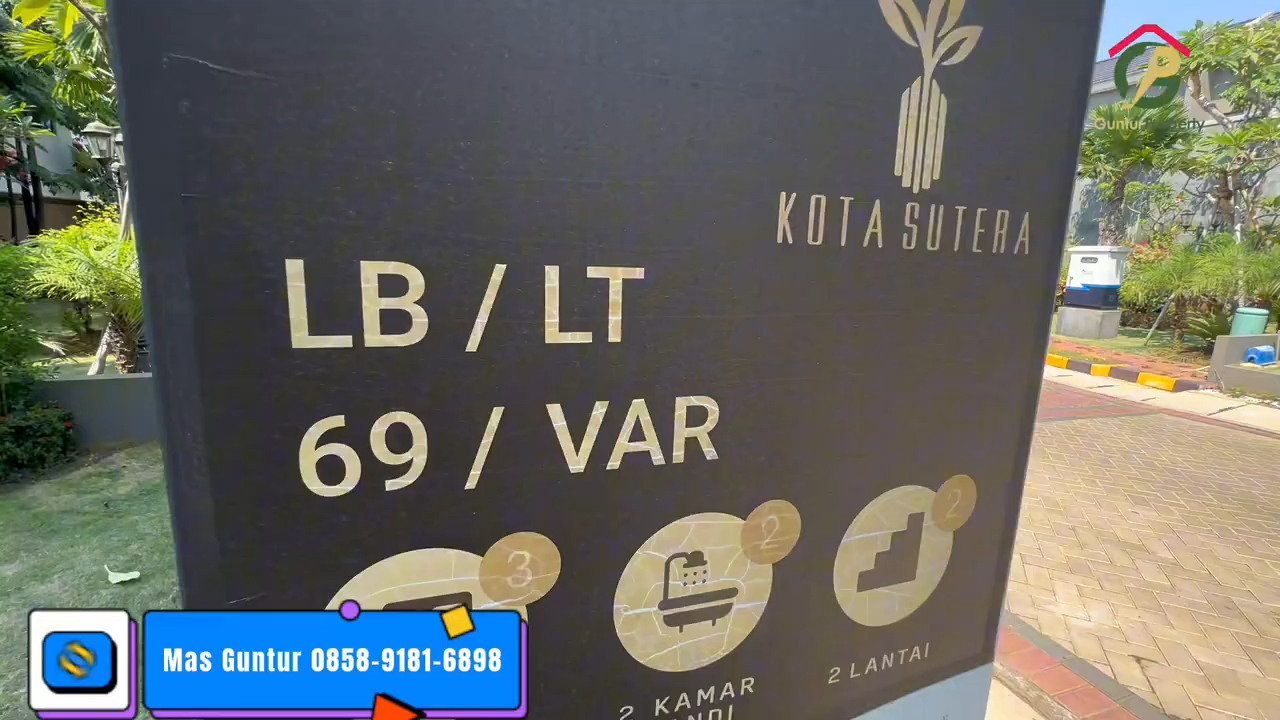 KOTA SUTERA
LB / LT
69 / VAR
3
2
2
2 KAMAR
2 LANTAI
Mas Guntur 0858-9181-6898